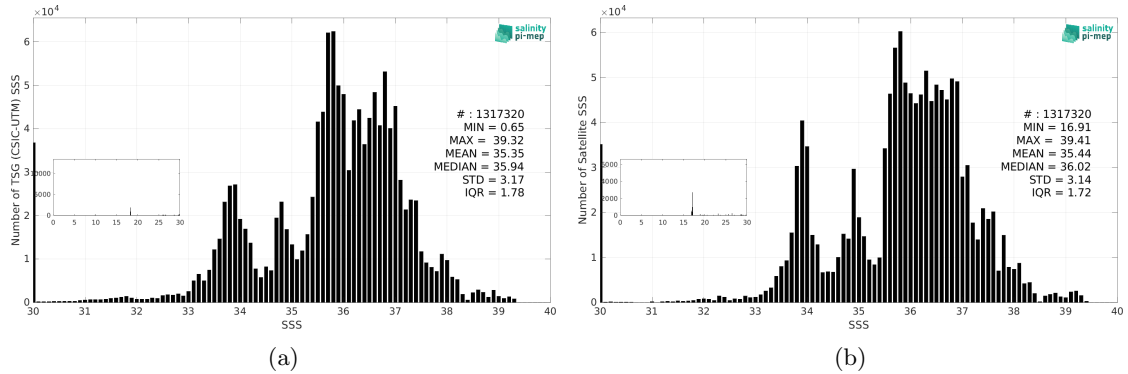 ×10⁴
salinity
pi-mep
Number of TSG (CSIC-UTM) SSS
6
5
4
3
2
1
0
# : 1317320
MIN = 0.65
MAX = 39.32
MEAN = 35.35
MEDIAN = 35.94
STD = 3.17
IQR = 1.78
10000
5000
0
0 5 10 15 20 25 30
30 31 32 33 34 35 36 37 38 39 40
SSS
(a)
×10⁴
salinity
pi-mep
Number of Satellite SSS
6
5
4
3
2
1
0
# : 1317320
MIN = 16.91
MAX = 39.41
MEAN = 35.44
MEDIAN = 36.02
STD = 3.14
IQR = 1.72
6000
4000
2000
0
0 5 10 15 20 25 30
30 31 32 33 34 35 36 37 38 39 40
SSS
(b)